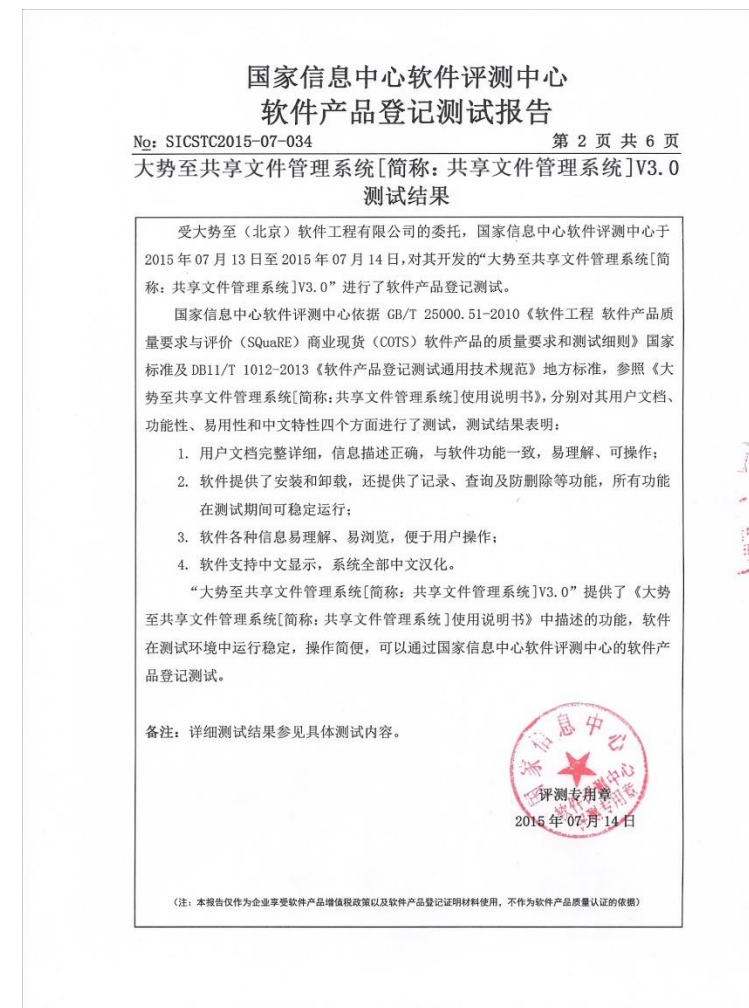 国家信息中心软件评测中心
软件产品登记测试报告
No: SICSTC2015-07-034 第 2 页 共 6 页
大势至共享文件管理系统[简称: 共享文件管理系统]V3.0
测试结果
受大势至（北京）软件工程有限公司的委托，国家信息中心软件评测中心于
2015 年 07 月 13 日至 2015 年 07 月 14 日，对其开发的“大势至共享文件管理系统[简
称: 共享文件管理系统]V3.0”进行了软件产品登记测试。
国家信息中心软件评测中心依据 GB/T 25000.51-2010《软件工程 软件产品质
量要求与评价（SQuaRE）商业现货（COTS）软件产品的质量要求和测试细则》国家
标准及 DB11/T 1012-2013《软件产品登记测试通用技术规范》地方标准，参照《大
势至共享文件管理系统[简称:共享文件管理系统]使用说明书》，分别对其用户文档、
功能性、易用性和中文特性四个方面进行了测试，测试结果表明:
1. 用户文档完整详细，信息描述正确，与软件功能一致，易理解、可操作;
2. 软件提供了安装和卸载，还提供了记录、查询及防删除等功能，所有功能
在测试期间可稳定运行;
3. 软件各种信息易理解、易浏览，便于用户操作;
4. 软件支持中文显示，系统全部中文汉化。
“大势至共享文件管理系统[简称: 共享文件管理系统]V3.0”提供了《大势
至共享文件管理系统[简称: 共享文件管理系统]使用说明书》中描述的功能，软件
在测试环境中运行稳定，操作简便，可以通过国家信息中心软件评测中心的软件产
品登记测试。
备注: 详细测试结果参见具体测试内容。
国家信息中心
软件评测中心
评测专用章
评测专用章
2015 年 07 月 14 日
（注: 本报告仅作为企业享受软件产品增值税政策以及软件产品登记证明材料使用，不作为软件产品质量认证的依据）